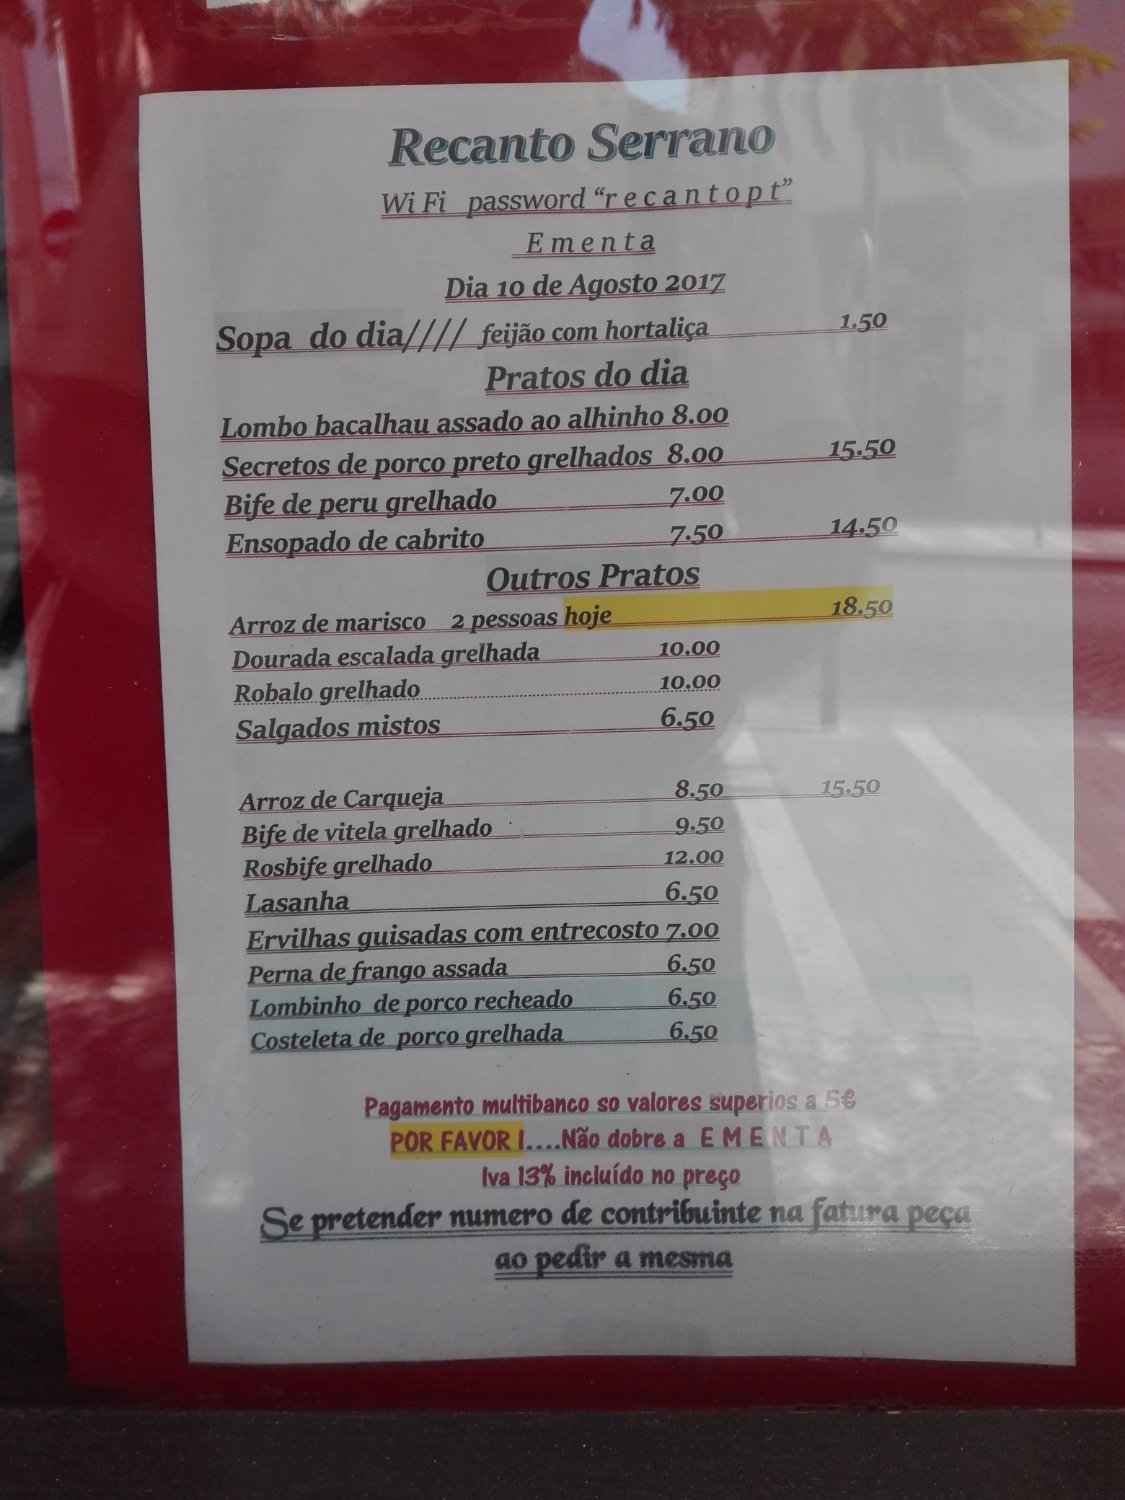 Recanto Serrano
Wi Fi password “r e c a n t o p t”
E m e n t a
Dia 10 de Agosto 2017
Sopa do dia//// feijão com hortaliça 1.50
Pratos do dia
Lombo bacalhau assado ao alhinho 8.00
Secretos de porco preto grelhados 8.00 15.50
Bife de peru grelhado 7.00
Ensopado de cabrito 7.50 14.50
Outros Pratos
Arroz de marisco 2 pessoas hoje 18.50
Dourada escalada grelhada 10.00
Robalo grelhado 10.00
Salgados mistos 6.50
Arroz de Carqueja 8.50 15.50
Bife de vitela grelhado 9.50
Rosbife grelhado 12.00
Lasanha 6.50
Ervilhas guisadas com entrecosto 7.00
Perna de frango assada 6.50
Lombinho de porco recheado 6.50
Costeleta de porco grelhada 6.50
Pagamento multibanco so valores superios a 5€
POR FAVOR !....Não dobre a E M E N T A
Iva 13% incluído no preço
Se pretender numero de contribuinte na fatura peça
ao pedir a mesma